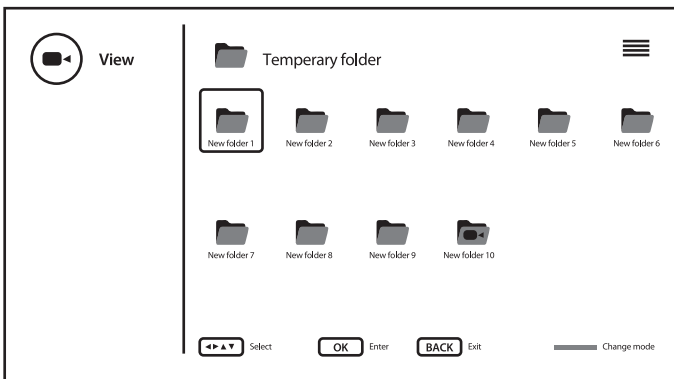 View
Temperary folder
New folder 1 New folder 2 New folder 3 New folder 4 New folder 5 New folder 6
New folder 7 New folder 8 New folder 9 New folder 10
Select OK Enter BACK Exit Change mode